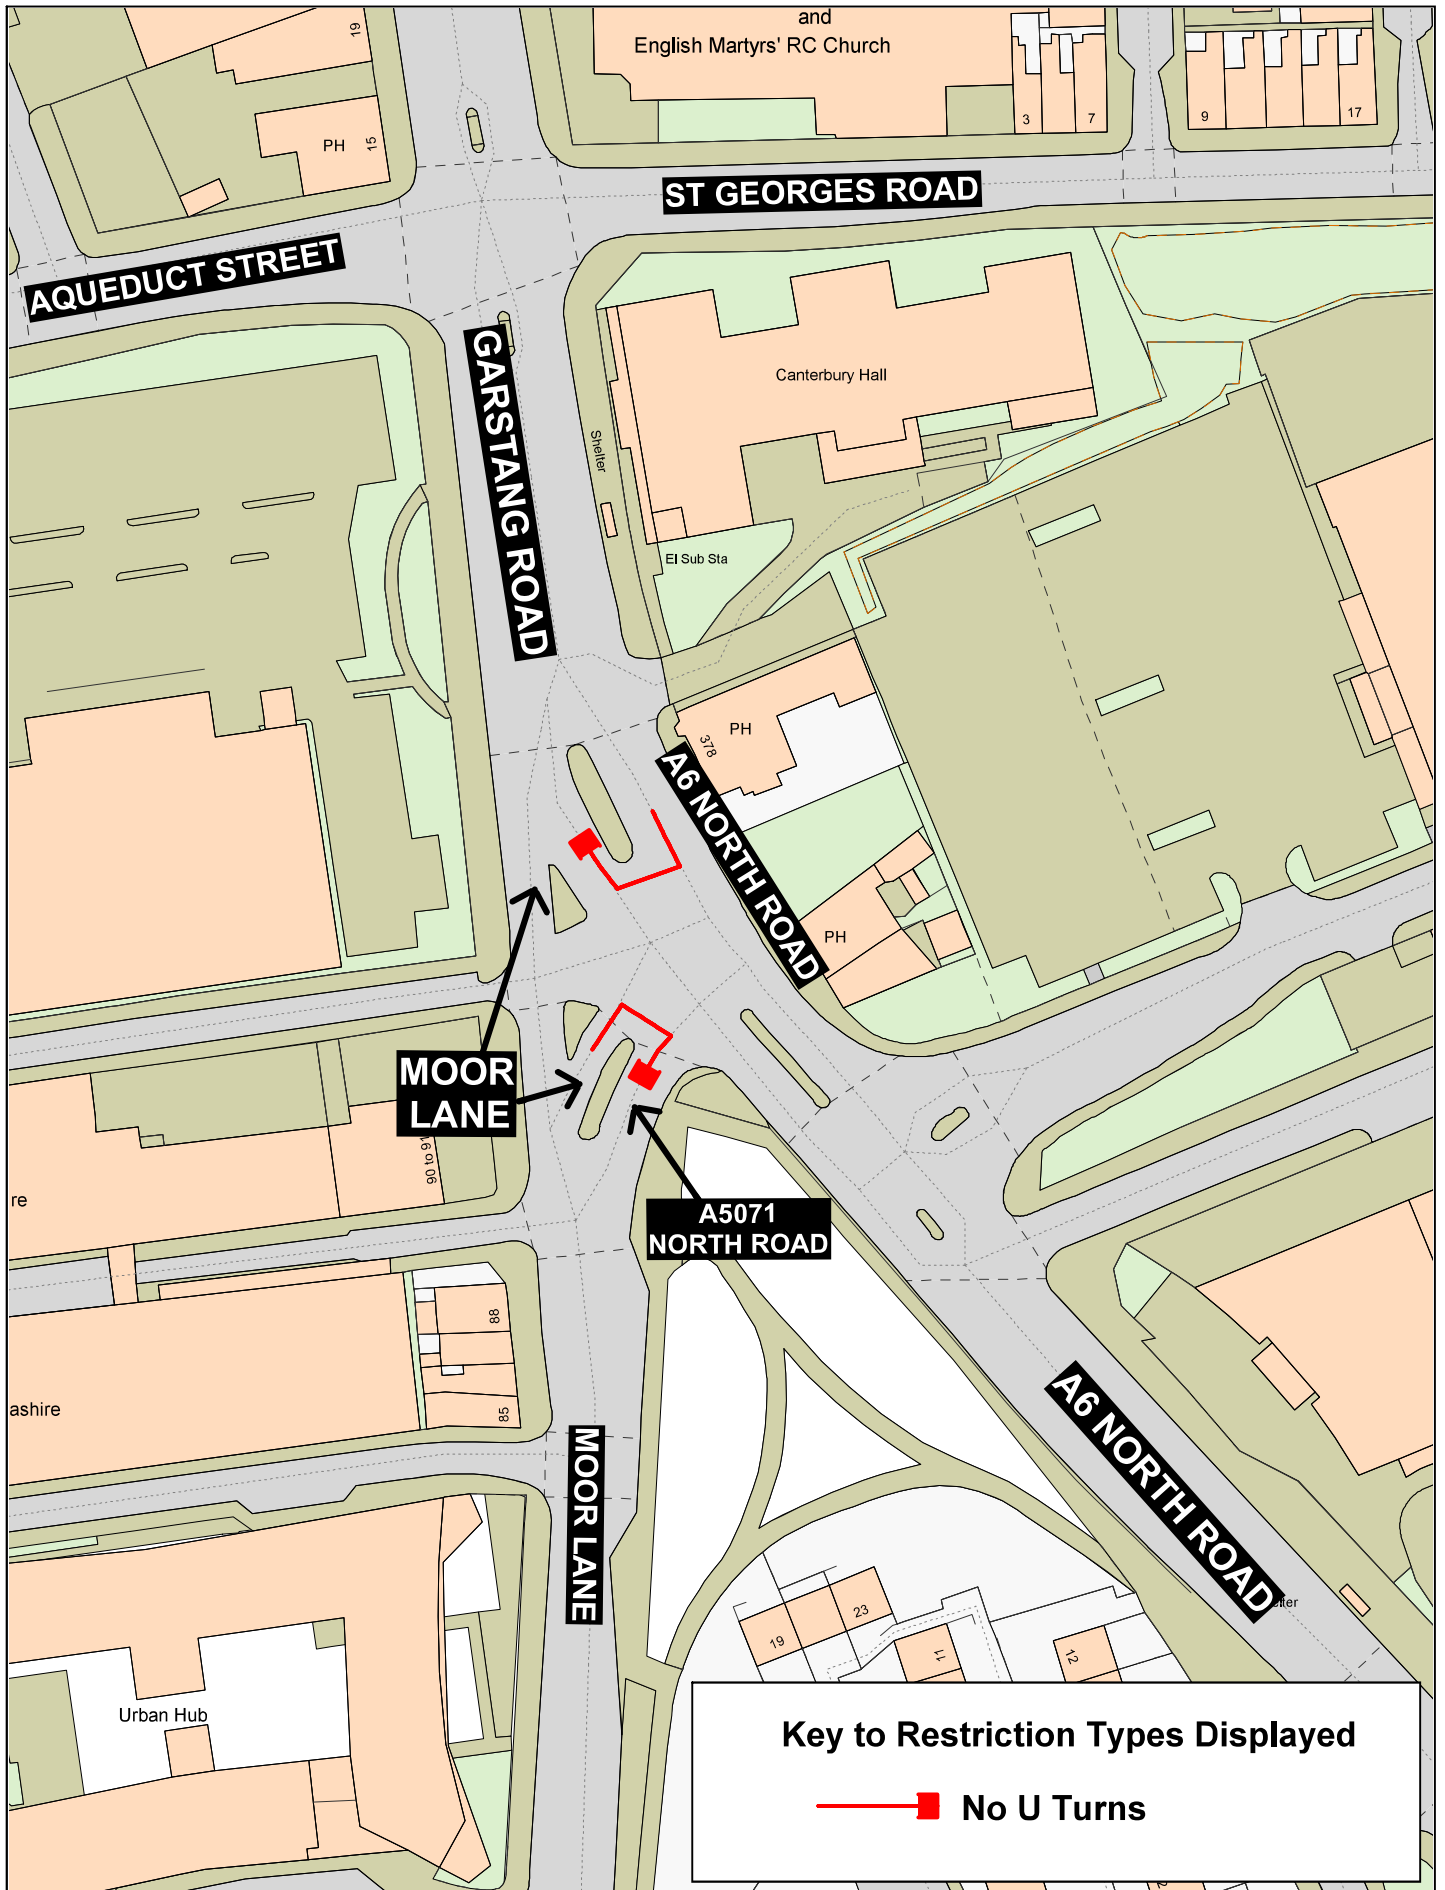 and
English Martyrs' RC Church
19
PH
15
3
7
9
17
ST GEORGES ROAD
AQUEDUCT STREET
GARSTANG ROAD
Canterbury Hall
Shelter
El Sub Sta
PH
378
A6 NORTH ROAD
PH
MOOR
LANE
90 to 91
re
A5071
NORTH ROAD
88
ashire
85
MOOR LANE
A6 NORTH ROAD
elter
23
19
11
12
Urban Hub
Key to Restriction Types Displayed
No U Turns
2